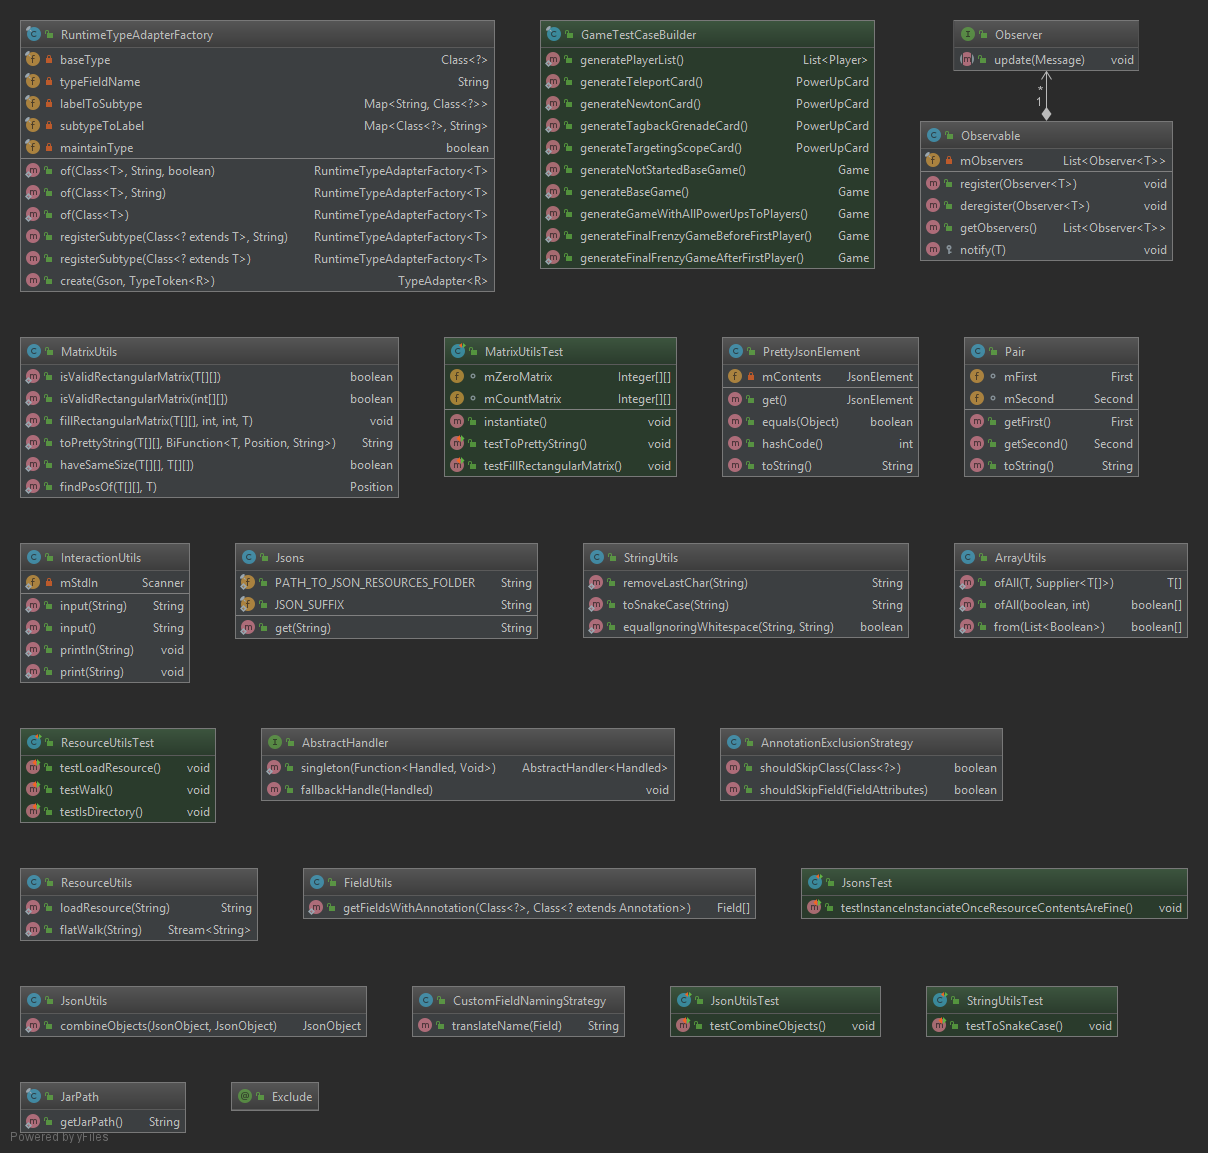 RuntimeTypeAdapterFactory
baseType Class<?>
typeFieldName String
labelToSubtype Map<String, Class<?>>
subtypeToLabel Map<Class<?>, String>
maintainType boolean
of(Class<T>, String, boolean) RuntimeTypeAdapterFactory<T>
of(Class<T>, String) RuntimeTypeAdapterFactory<T>
of(Class<T>) RuntimeTypeAdapterFactory<T>
registerSubtype(Class<? extends T>, String) RuntimeTypeAdapterFactory<T>
registerSubtype(Class<? extends T>) RuntimeTypeAdapterFactory<T>
create(Gson, TypeToken<R>) TypeAdapter<R>
GameTestCaseBuilder
generatePlayerList() List<Player>
generateTeleportCard() PowerUpCard
generateNewtonCard() PowerUpCard
generateTagbackGrenadeCard() PowerUpCard
generateTargetingScopeCard() PowerUpCard
generateNotStartedBaseGame() Game
generateBaseGame() Game
generateGameWithAllPowerUpsToPlayers() Game
generateFinalFrenzyGameBeforeFirstPlayer() Game
generateFinalFrenzyGameAfterFirstPlayer() Game
Observer
update(Message) void
*
1
Observable
mObservers List<Observer<T>>
register(Observer<T>) void
deregister(Observer<T>) void
getObservers() List<Observer<T>>
notify(T) void
MatrixUtils
isValidRectangularMatrix(T[][]) boolean
isValidRectangularMatrix(int[][]) boolean
fillRectangularMatrix(T[][], int, int, T) void
toPrettyString(T[][], BiFunction<T, Position, String>) String
haveSameSize(T[][], T[][]) boolean
findPosOf(T[][], T) Position
MatrixUtilsTest
mZeroMatrix Integer[][]
mCountMatrix Integer[][]
instantiate() void
testToPrettyString() void
testFillRectangularMatrix() void
PrettyJsonElement
mContents JsonElement
get() JsonElement
equals(Object) boolean
hashCode() int
toString() String
Pair
mFirst First
mSecond Second
getFirst() First
getSecond() Second
toString() String
InteractionUtils
mStdIn Scanner
input(String) String
input() String
println(String) void
print(String) void
Jsons
PATH_TO_JSON_RESOURCES_FOLDER String
JSON_SUFFIX String
get(String) String
StringUtils
removeLastChar(String) String
toSnakeCase(String) String
equalIgnoringWhitespace(String, String) boolean
ArrayUtils
ofAll(T, Supplier<T[]>) T[]
ofAll(boolean, int) boolean[]
from(List<Boolean>) boolean[]
ResourceUtilsTest
testLoadResource() void
testWalk() void
testIsDirectory() void
AbstractHandler
singleton(Function<Handled, Void>) AbstractHandler<Handled>
fallbackHandle(Handled) void
AnnotationExclusionStrategy
shouldSkipClass(Class<?>) boolean
shouldSkipField(FieldAttributes) boolean
ResourceUtils
loadResource(String) String
flatWalk(String) Stream<String>
FieldUtils
getFieldsWithAnnotation(Class<?>, Class<? extends Annotation>) Field[]
JsonsTest
testInstanceInstanciateOnceResourceContentsAreFine() void
JsonUtils
combineObjects(JsonObject, JsonObject) JsonObject
CustomFieldNamingStrategy
translateName(Field) String
JsonUtilsTest
testCombineObjects() void
StringUtilsTest
testToSnakeCase() void
JarPath
getJarPath() String
Exclude
Powered by yFiles